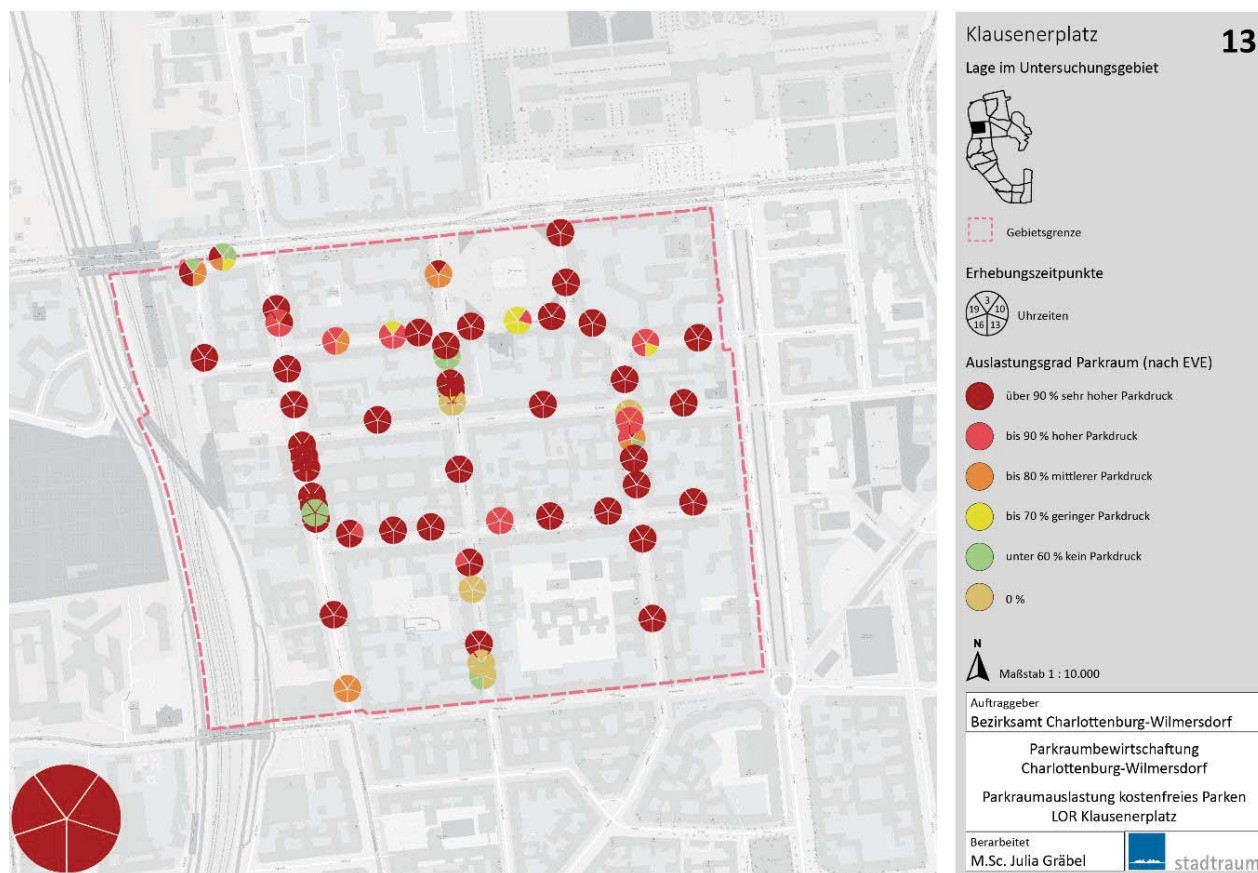 Klausenerplatz 13
Lage im Untersuchungsgebiet
Gebietsgrenze
Erhebungszeitpunkte
3
19 10
16 13
Uhrzeiten
Auslastungsgrad Parkraum (nach EVE)
über 90 % sehr hoher Parkdruck
bis 90 % hoher Parkdruck
bis 80 % mittlerer Parkdruck
bis 70 % geringer Parkdruck
unter 60 % kein Parkdruck
0 %
N
Maßstab 1 : 10.000
Auftraggeber
Bezirksamt Charlottenburg-Wilmersdorf
Parkraumbewirtschaftung
Charlottenburg-Wilmersdorf
Parkraumauslastung kostenfreies Parken
LOR Klausenerplatz
Berarbeitet
M.Sc. Julia Gräbel
stadtraum